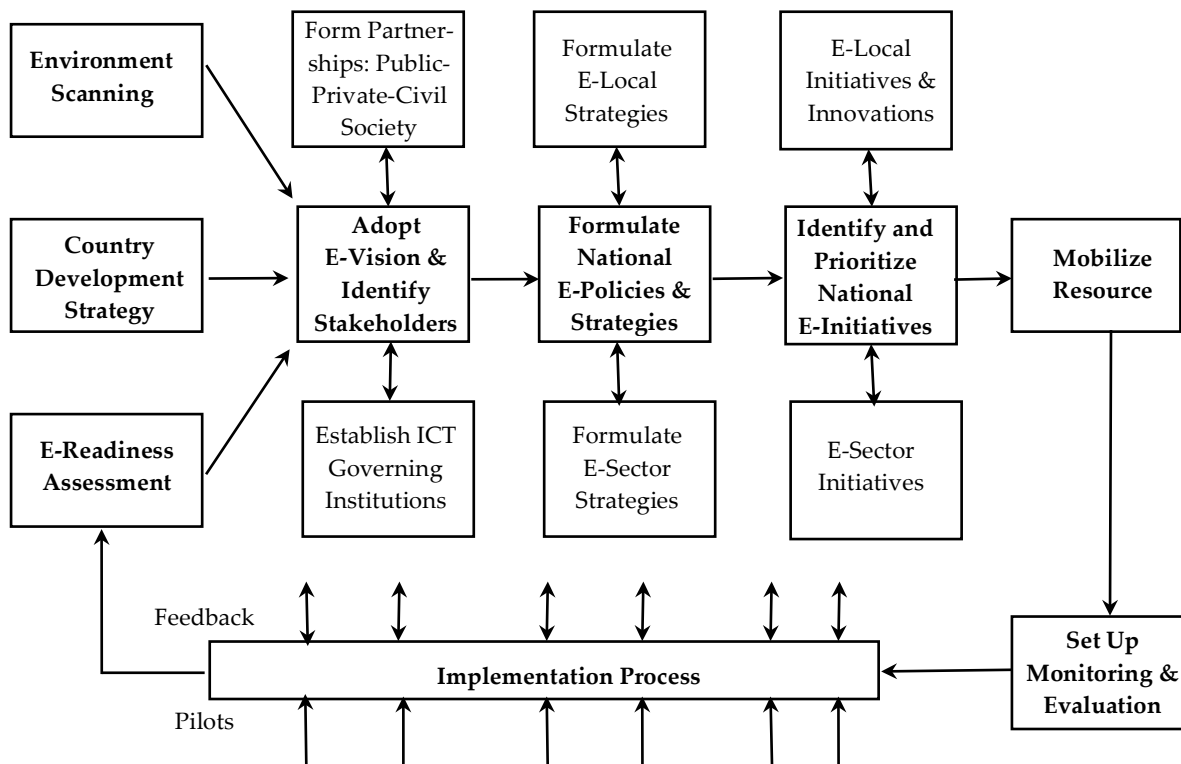 Environment
Scanning
Form Partner-
ships: Public-
Private-Civil
Society
Formulate
E-Local
Strategies
E-Local
Initiatives &
Innovations
Country
Development
Strategy
Adopt
E-Vision &
Identify
Stakeholders
Formulate
National
E-Policies &
Strategies
Identify and
Prioritize
National
E-Initiatives
Mobilize
Resource
E-Readiness
Assessment
Establish ICT
Governing
Institutions
Formulate
E-Sector
Strategies
E-Sector
Initiatives
Feedback
Implementation Process
Set Up
Monitoring &
Evaluation
Pilots